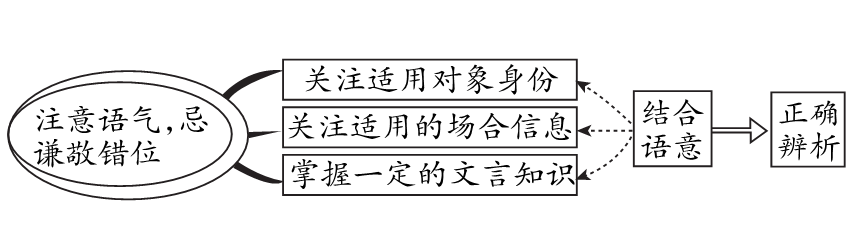 注意语气,忌
谦敬错位
关注适用对象身份
关注适用的场合信息
掌握一定的文言知识
结合
语意
正确
辨析